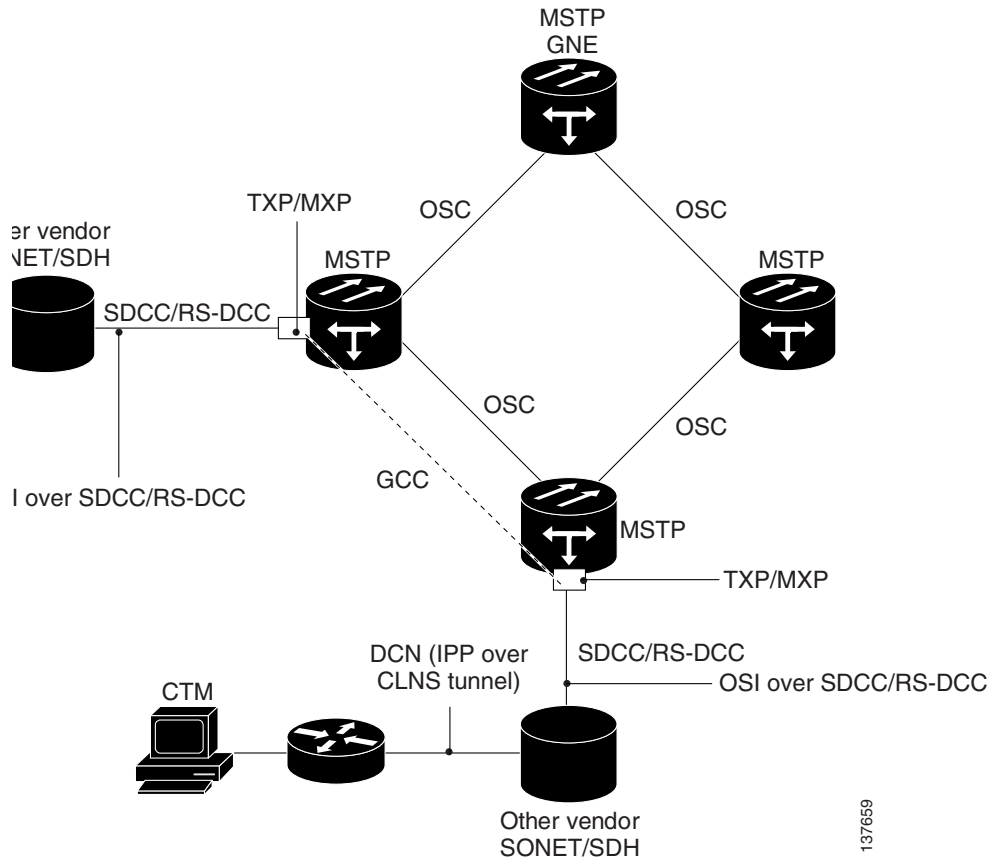 MSTP
GNE
OSC
OSC
TXP/MXP
er vendor
NET/SDH
MSTP
MSTP
SDCC/RS-DCC
OSC
OSC
GCC
I over SDCC/RS-DCC
MSTP
TXP/MXP
SDCC/RS-DCC
OSI over SDCC/RS-DCC
DCN (IPP over
CLNS tunnel)
CTM
Other vendor
SONET/SDH
137659